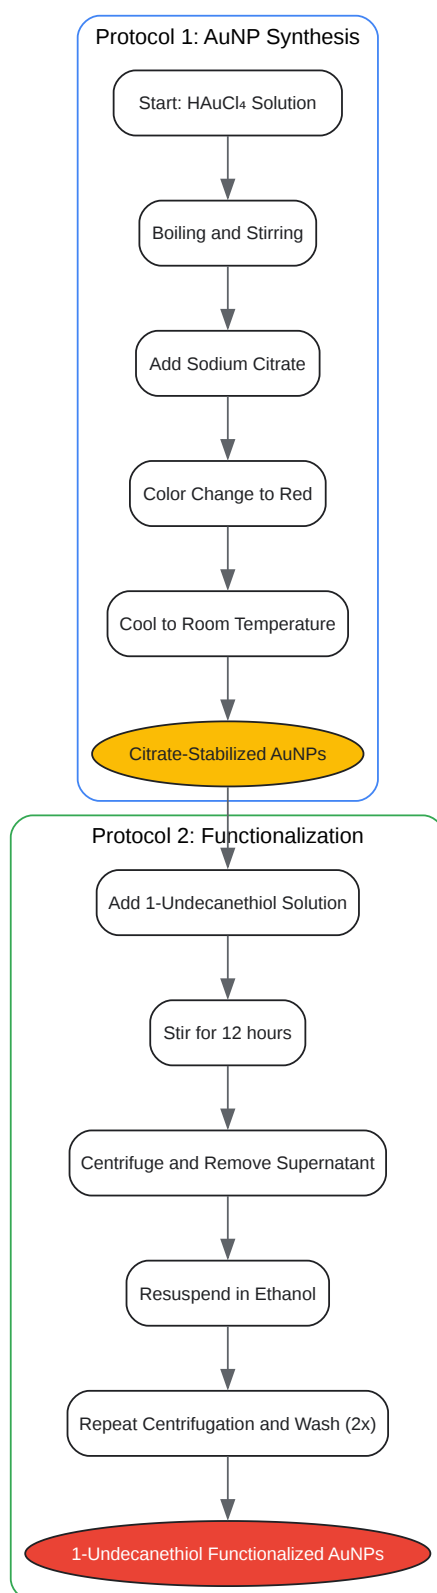 Protocol 1: AuNP Synthesis
Start: HAuCl₄ Solution
Boiling and Stirring
Add Sodium Citrate
Color Change to Red
Cool to Room Temperature
Citrate-Stabilized AuNPs
Protocol 2: Functionalization
Add 1-Undecanethiol Solution
Stir for 12 hours
Centrifuge and Remove Supernatant
Resuspend in Ethanol
Repeat Centrifugation and Wash (2x)
1-Undecanethiol Functionalized AuNPs